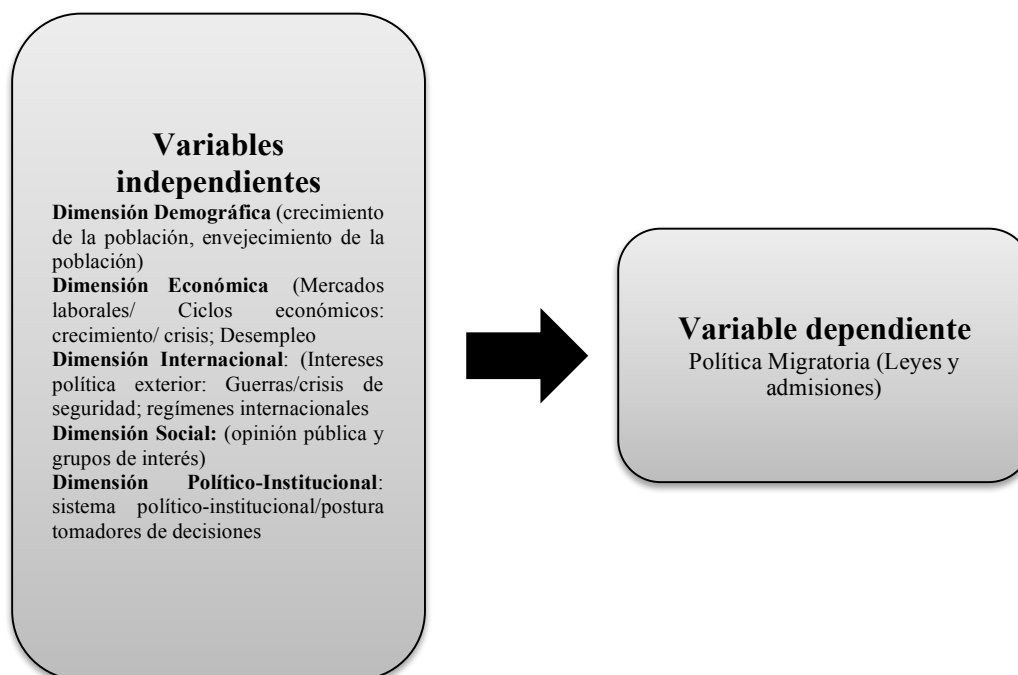 Variables
independientes
Dimensión Demográfica (crecimiento
de la población, envejecimiento de la
población)
Dimensión Económica (Mercados
laborales/ Ciclos económicos:
crecimiento/ crisis; Desempleo
Dimensión Internacional: (Intereses
política exterior: Guerras/crisis de
seguridad; regímenes internacionales
Dimensión Social: (opinión pública y
grupos de interés)
Dimensión Político-Institucional:
sistema político-institucional/postura
tomadores de decisiones
Variable dependiente
Política Migratoria (Leyes y
admisiones)